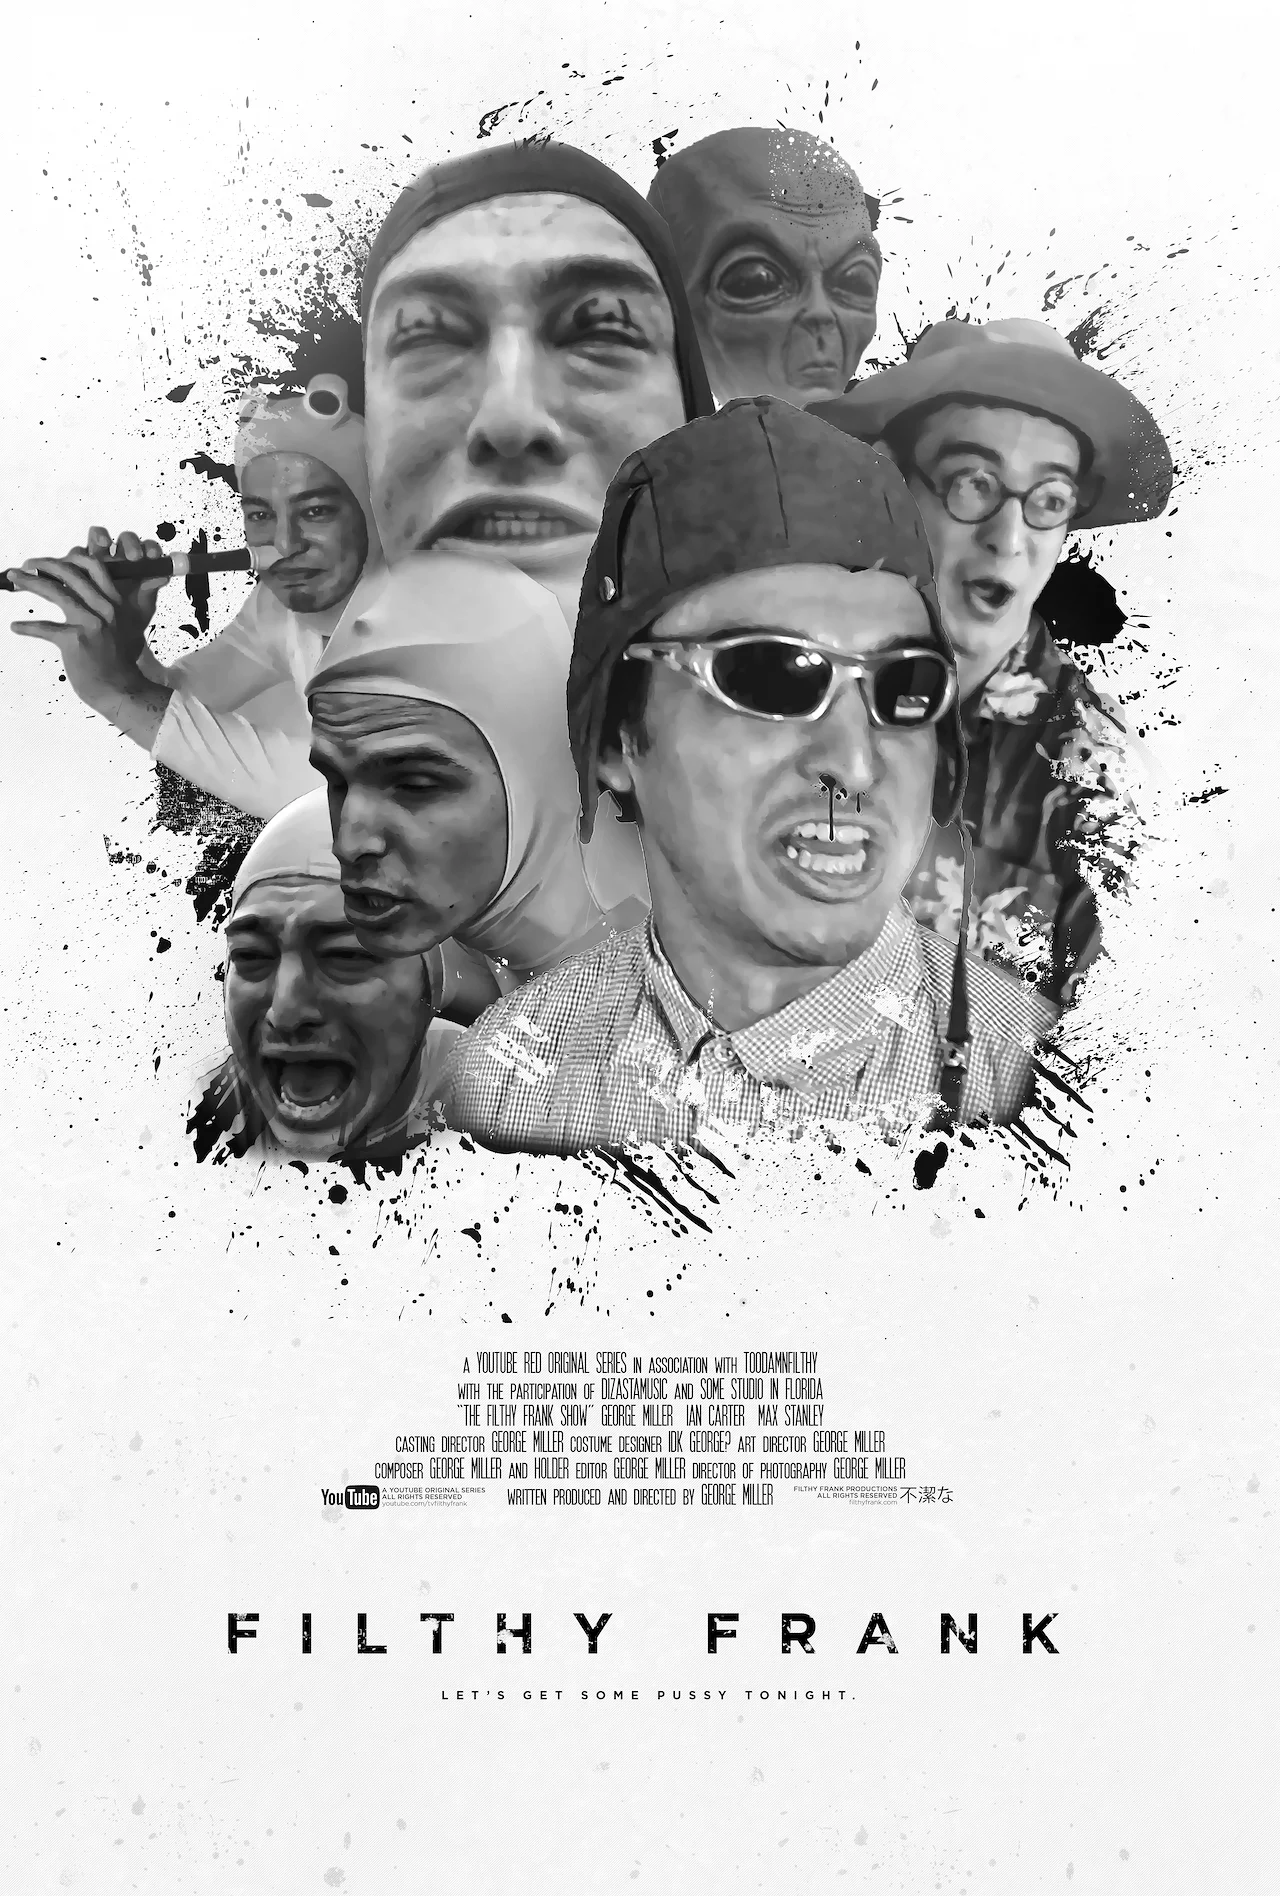 A YOUTUBE RED ORIGINAL SERIES IN ASSOCIATION WITH TOODAMNFILTHY
WITH THE PARTICIPATION OF DIZASTAMUSIC AND SOME STUDIO IN FLORIDA
"THE FILTHY FRANK SHOW" GEORGE MILLER IAN CARTER MAX STANLEY
CASTING DIRECTOR GEORGE MILLER COSTUME DESIGNER IDK GEORGE? ART DIRECTOR GEORGE MILLER
COMPOSER GEORGE MILLER AND HOLDER EDITOR GEORGE MILLER DIRECTOR OF PHOTOGRAPHY GEORGE MILLER
YouTube
A YOUTUBE ORIGINAL SERIES
ALL RIGHTS RESERVED
youtube.com/tvfilthyfrank
WRITTEN PRODUCED AND DIRECTED BY GEORGE MILLER
FILTHY FRANK PRODUCTIONS
ALL RIGHTS RESERVED
filthyfrank.com
不潔な
FILTHY FRANK
LET'S GET SOME PUSSY TONIGHT.